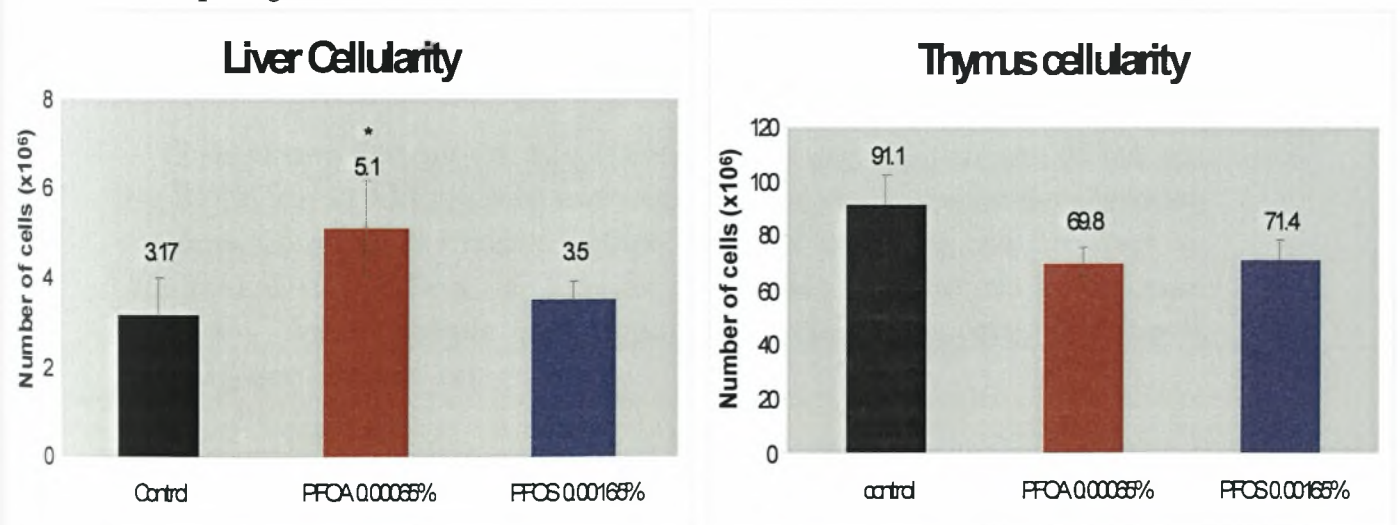 Liver Cellularity
Number of cells (x10⁶)
8
6
4
2
0
3.17
*
5.1
3.5
Control
PFOA 0.00065%
PFOS 0.00165%
Thymus cellularity
Number of cells (x10⁶)
120
100
80
60
40
20
0
91.1
69.8
71.4
control
PFOA 0.00065%
PFOS 0.00165%